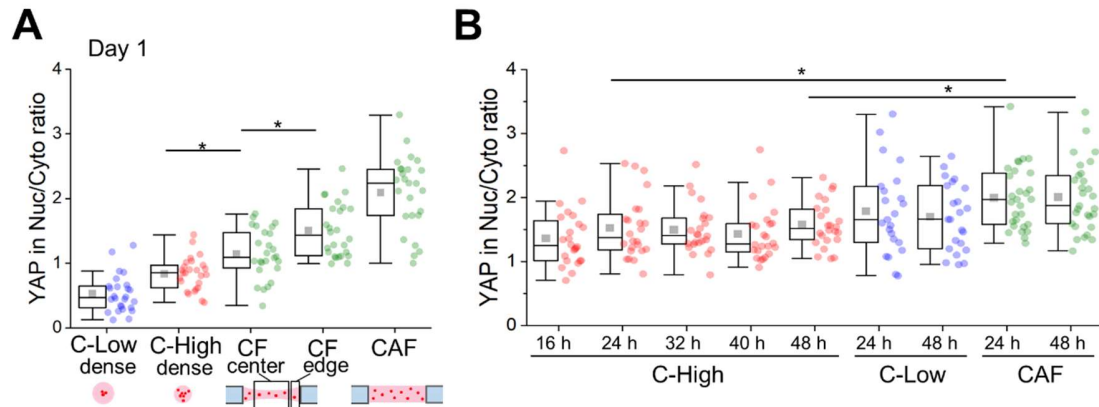 A
Day 1
YAP in Nuc/Cyto ratio
4
3
2
1
0
*
*
C-Low
dense
C-High
dense
CF
center
CF
edge
CAF
B
YAP in Nuc/Cyto ratio
4
3
2
1
0
*
*
16 h 24 h 32 h 40 h 48 h 24 h 48 h 24 h 48 h
C-High C-Low CAF